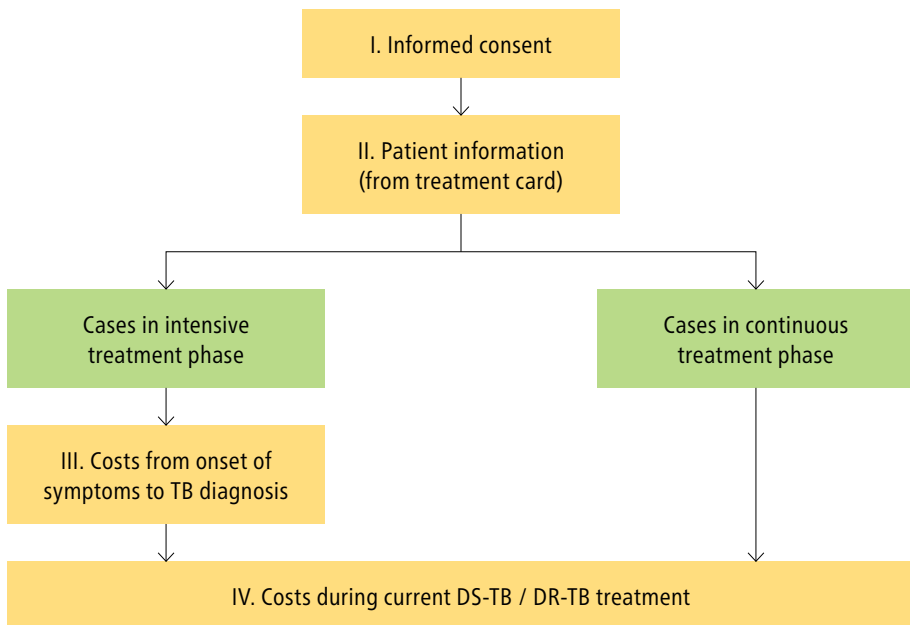 I. Informed consent
II. Patient information
(from treatment card)
Cases in intensive
treatment phase
Cases in continuous
treatment phase
III. Costs from onset of
symptoms to TB diagnosis
IV. Costs during current DS-TB / DR-TB treatment